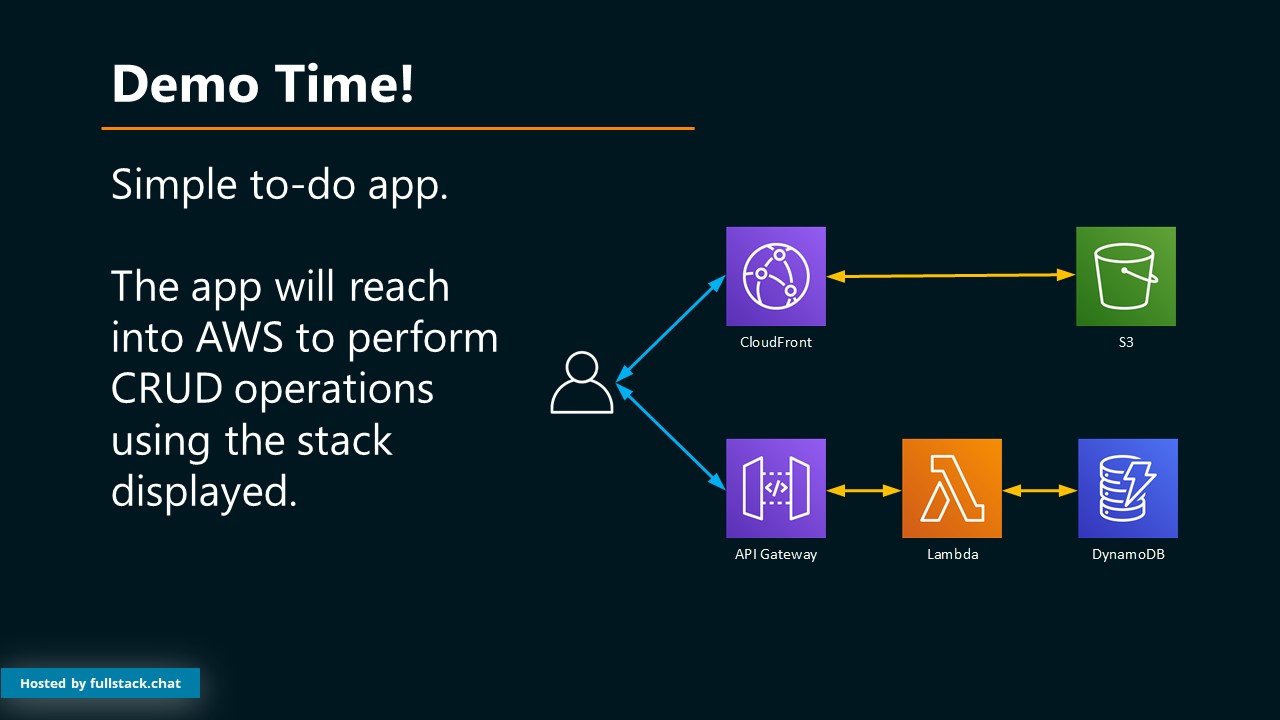 Demo Time!
Simple to-do app.
The app will reach
into AWS to perform
CRUD operations
using the stack
displayed.
CloudFront
S3
API Gateway
Lambda
DynamoDB
Hosted by fullstack.chat